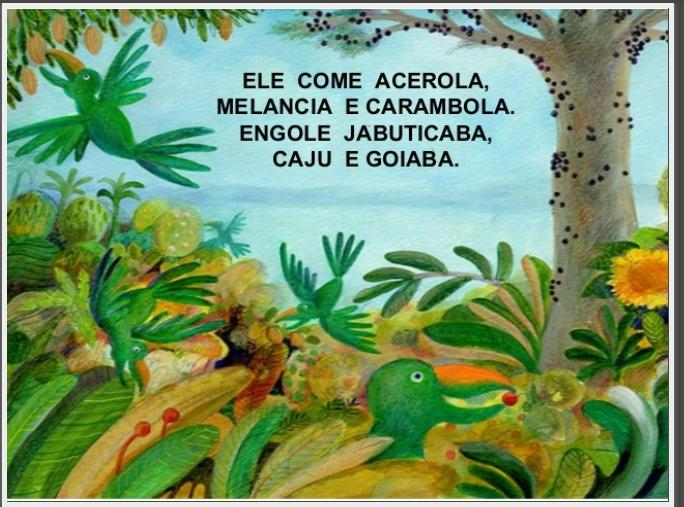 ELE COME ACEROLA,
MELANCIA E CARAMBOLA.
ENGOLE JABUTICABA,
CAJU E GOIABA.